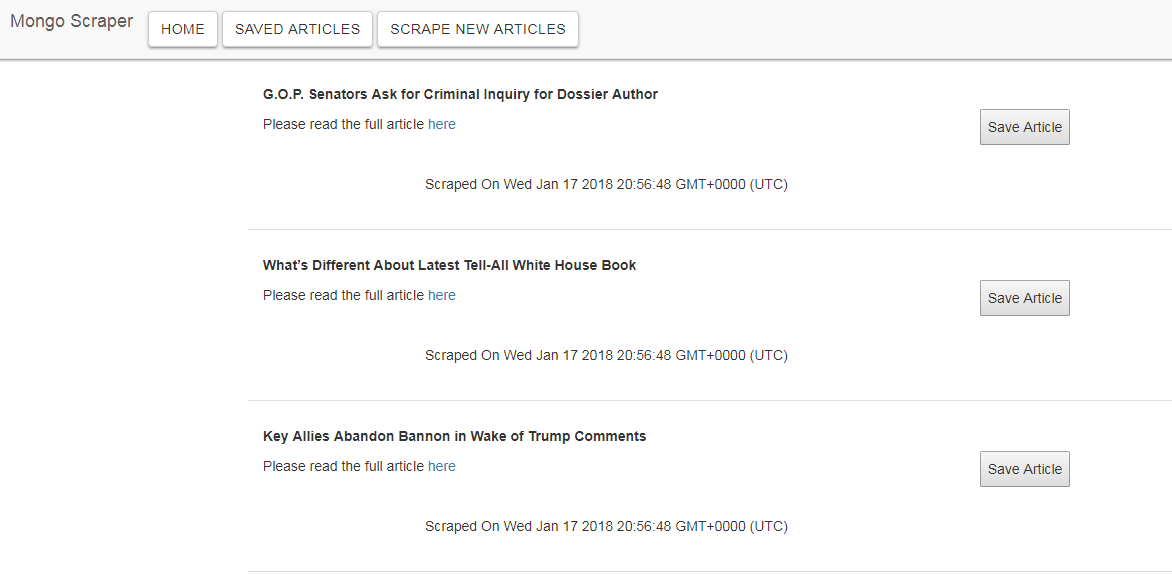 Mongo Scraper HOME SAVED ARTICLES SCRAPE NEW ARTICLES
G.O.P. Senators Ask for Criminal Inquiry for Dossier Author
Please read the full article here
Save Article
Scraped On Wed Jan 17 2018 20:56:48 GMT+0000 (UTC)
What's Different About Latest Tell-All White House Book
Please read the full article here
Save Article
Scraped On Wed Jan 17 2018 20:56:48 GMT+0000 (UTC)
Key Allies Abandon Bannon in Wake of Trump Comments
Please read the full article here
Save Article
Scraped On Wed Jan 17 2018 20:56:48 GMT+0000 (UTC)